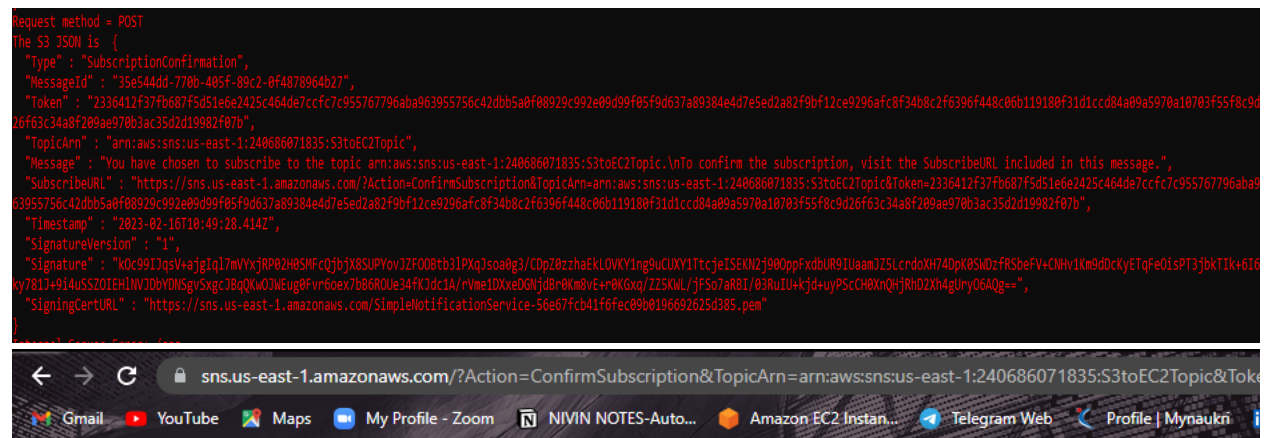 Request method = POST
The S3 JSON is  {
  "Type" : "SubscriptionConfirmation",
  "MessageId" : "35e544dd-770b-405f-89c2-0f4878964b27",
  "Token" : "2336412f37fb687f5d51e6e2425c464de7ccfc7c955767796aba963955756c42dbb5a0f08929c992e09d99f05f9d637a89384e4d7e5ed2a82f9bf12ce9296afc8f34b8c2f6396f448c06b119180f31d1ccd84a09a5970a10703f55f8c9d
26f63c34a8f209ae970b3ac35d2d19982f07b",
  "TopicArn" : "arn:aws:sns:us-east-1:240686071835:S3toEC2Topic",
  "Message" : "You have chosen to subscribe to the topic arn:aws:sns:us-east-1:240686071835:S3toEC2Topic.\nTo confirm the subscription, visit the SubscribeURL included in this message.",
  "SubscribeURL" : "https://sns.us-east-1.amazonaws.com/?Action=ConfirmSubscription&TopicArn=arn:aws:sns:us-east-1:240686071835:S3toEC2Topic&Token=2336412f37fb687f5d51e6e2425c464de7ccfc7c955767796aba9
63955756c42dbb5a0f08929c992e09d99f05f9d637a89384e4d7e5ed2a82f9bf12ce9296afc8f34b8c2f6396f448c06b119180f31d1ccd84a09a5970a10703f55f8c9d26f63c34a8f209ae970b3ac35d2d19982f07b",
  "Timestamp" : "2023-02-16T10:49:28.414Z",
  "SignatureVersion" : "1",
  "Signature" :
  "SigningCertURL" : "https://sns.us-east-1.amazonaws.com/SimpleNotificationService-56e67fcb41f6fec09b0196692625d385.pem"
}
sns.us-east-1.amazonaws.com/?Action=ConfirmSubscription&TopicArn=arn:aws:sns:us-east-1:240686071835:S3toEC2Topic&Toke
Gmail YouTube Maps My Profile - Zoom NIVIN NOTES-Auto... Amazon EC2 Instan... Telegram Web Profile | Mynaukri